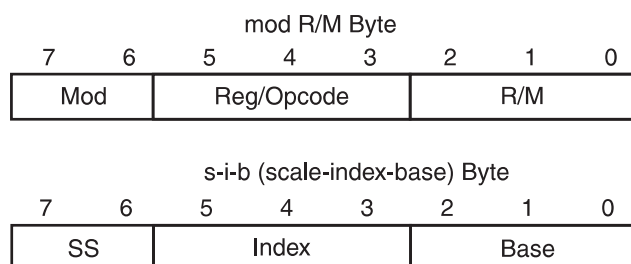 mod R/M Byte
7 6 5 4 3 2 1 0
Mod Reg/Opcode R/M
s-i-b (scale-index-base) Byte
7 6 5 4 3 2 1 0
SS Index Base